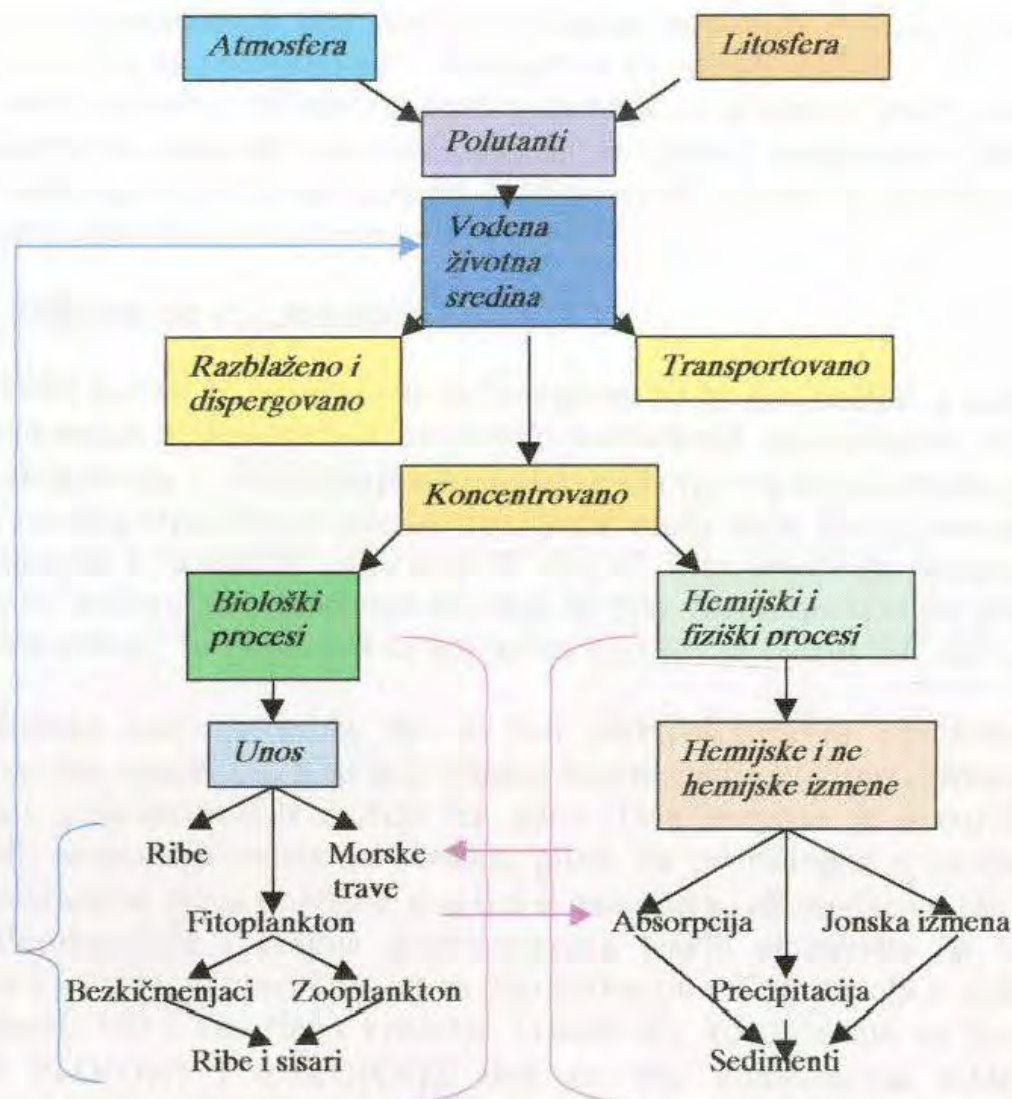 Atmosfera
Litosfera
Polutanti
Vodena
životna
sredina
Razblaženo i
dispergovano
Transportovano
Koncentrovano
Biološki
procesi
Hemijski i
fiziški procesi
Unos
Hemijske i ne
hemijske izmene
Ribe
Morske
trave
Fitoplankton
Absorpcija
Jonska izmena
Bezkičmenjaci
Zooplankton
Precipitacija
Ribe i sisari
Sedimenti